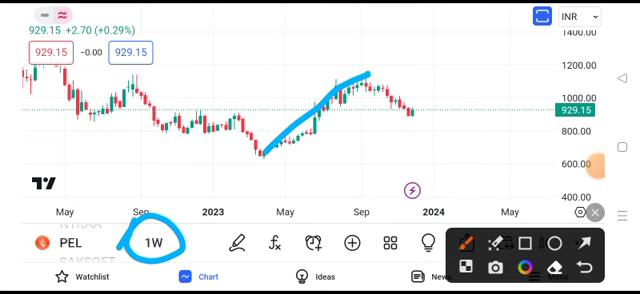 929.15 +2.70 (+0.29%)
INR
929.15 −0.00 929.15
1400.00
1200.00
1000.00
929.15
800.00
600.00
400.00
May Sep 2023 May Sep 2024 May
PEL
1W
SAKSOFT
Watchlist
Chart
Ideas
News